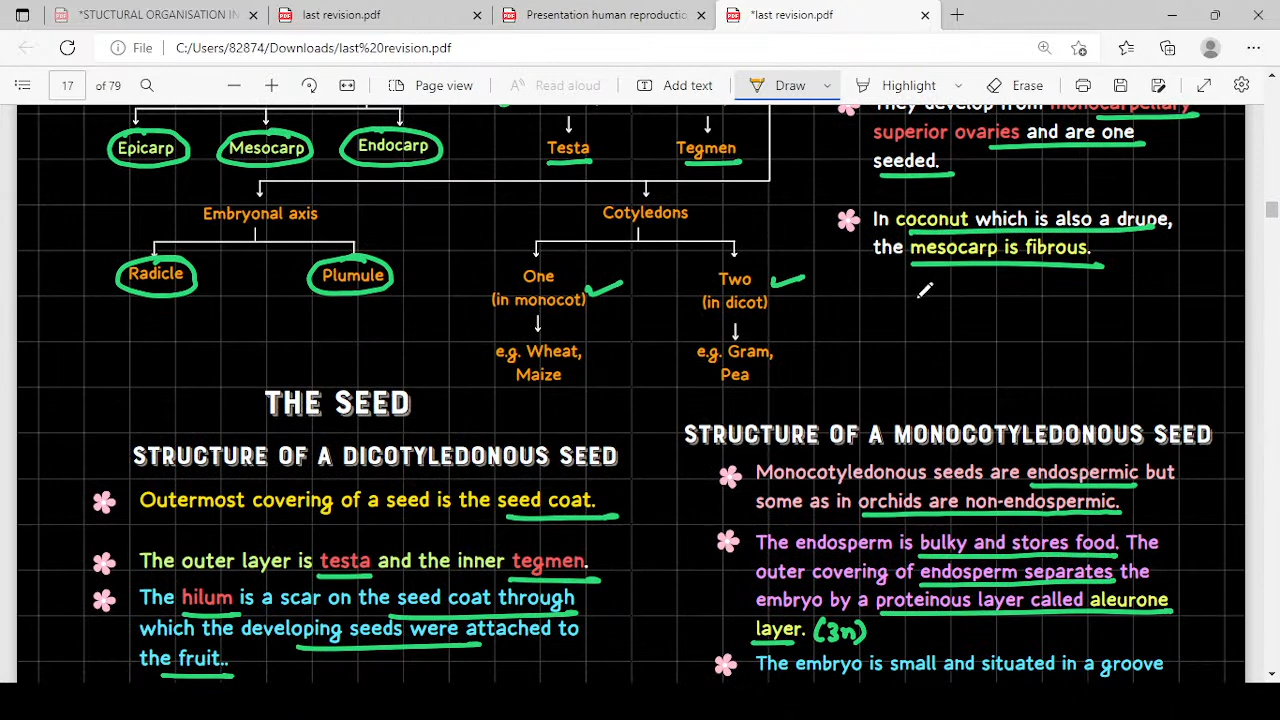 *STUCTURAL ORGANISATION IN
last revision.pdf
Presentation human reproductio
*last revision.pdf
File
C:/Users/82874/Downloads/last%20revision.pdf
17 of 79
Page view
Read aloud
Add text
Draw
Highlight
Erase
They develop from monocarpellary
superior ovaries and are one
seeded.
In coconut which is also a drupe,
the mesocarp is fibrous.
Epicarp
Mesocarp
Endocarp
Testa
Tegmen
Embryonal axis
Cotyledons
Radicle
Plumule
One
(in monocot)
Two
(in dicot)
e.g. Wheat,
Maize
e.g. Gram,
Pea
THE SEED
STRUCTURE OF A DICOTYLEDONOUS SEED
Outermost covering of a seed is the seed coat.
The outer layer is testa and the inner tegmen.
The hilum is a scar on the seed coat through
which the developing seeds were attached to
the fruit..
STRUCTURE OF A MONOCOTYLEDONOUS SEED
Monocotyledonous seeds are endospermic but
some as in orchids are non-endospermic.
The endosperm is bulky and stores food. The
outer covering of endosperm separates the
embryo by a proteinous layer called aleurone
layer. (3n)
The embryo is small and situated in a groove